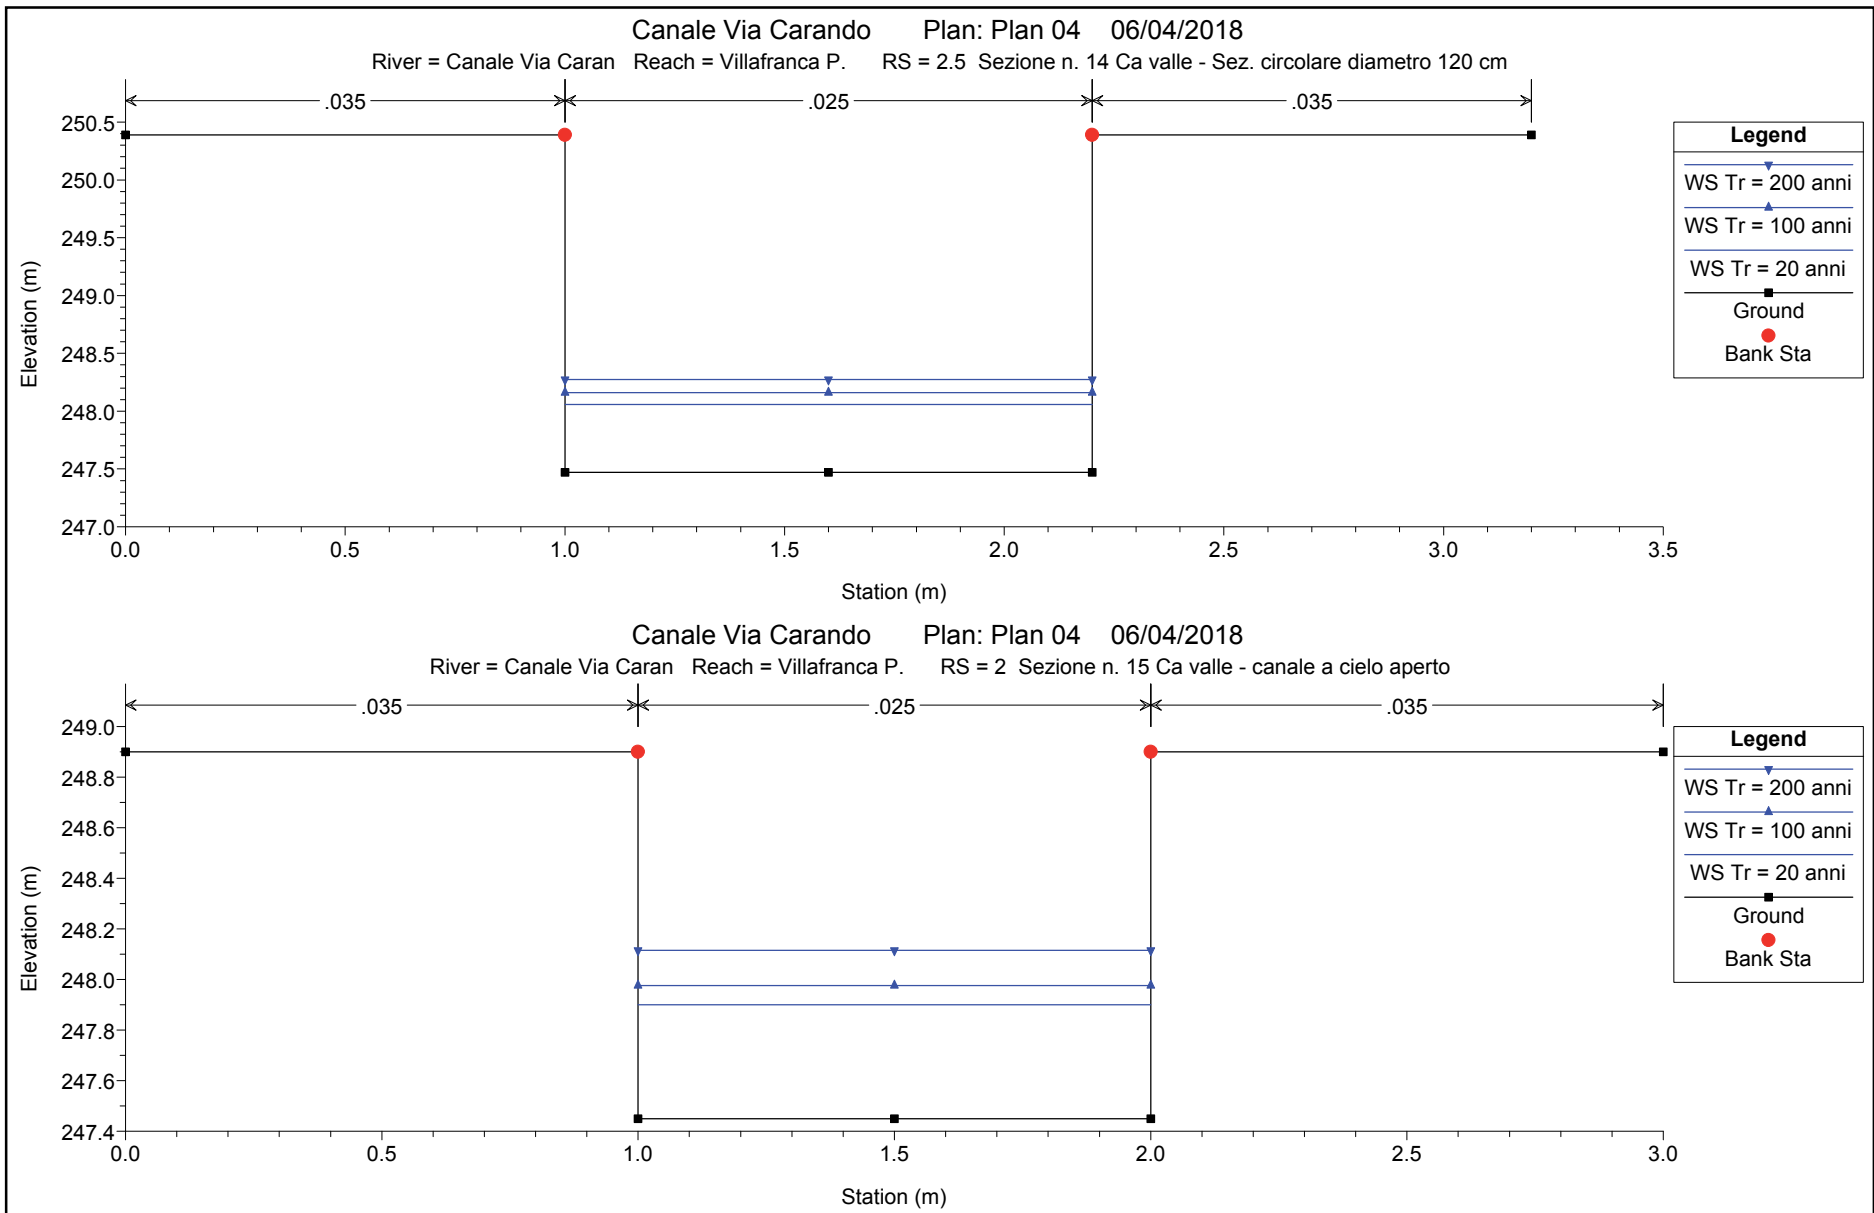 Canale Via Carando Plan: Plan 04 06/04/2018
River = Canale Via Caran Reach = Villafranca P. RS = 2.5 Sezione n. 14 Ca valle - Sez. circolare diametro 120 cm
.035 .025 .035
250.5
250.0
249.5
249.0
248.5
248.0
247.5
247.0
Elevation (m)
0.0 0.5 1.0 1.5 2.0 2.5 3.0 3.5
Station (m)
Legend
WS Tr = 200 anni
WS Tr = 100 anni
WS Tr = 20 anni
Ground
Bank Sta
Canale Via Carando Plan: Plan 04 06/04/2018
River = Canale Via Caran Reach = Villafranca P. RS = 2 Sezione n. 15 Ca valle - canale a cielo aperto
.035 .025 .035
249.0
248.8
248.6
248.4
248.2
248.0
247.8
247.6
247.4
Elevation (m)
0.0 0.5 1.0 1.5 2.0 2.5 3.0
Station (m)
Legend
WS Tr = 200 anni
WS Tr = 100 anni
WS Tr = 20 anni
Ground
Bank Sta